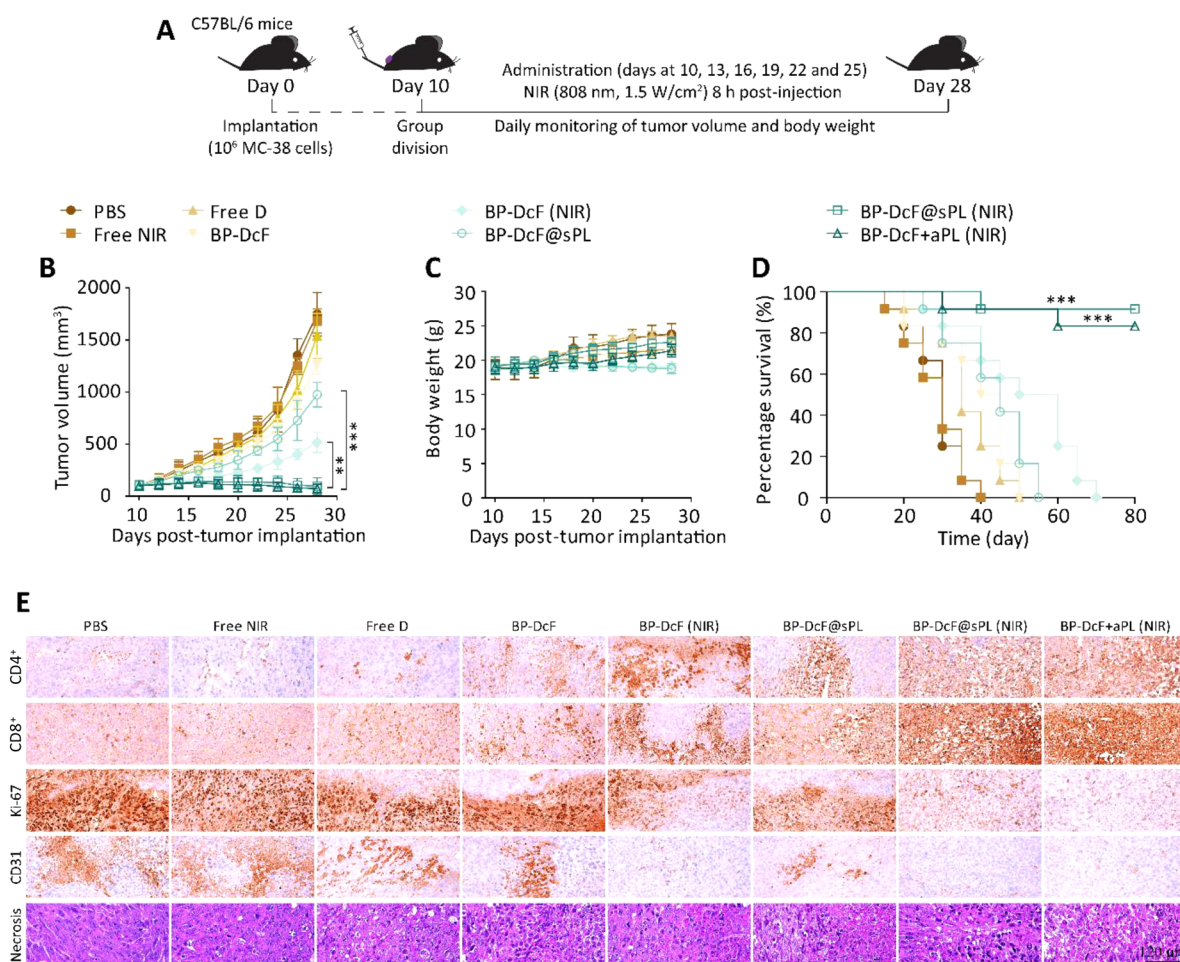 A
C57BL/6 mice
Day 0
Day 10
Administration (days at 10, 13, 16, 19, 22 and 25)
NIR (808 nm, 1.5 W/cm²) 8 h post-injection
Day 28
Implantation
(10⁶ MC-38 cells)
Group
division
Daily monitoring of tumor volume and body weight
PBS
Free D
BP-DcF (NIR)
BP-DcF@sPL (NIR)
Free NIR
BP-DcF
BP-DcF@sPL
BP-DcF+aPL (NIR)
B
Tumor volume (mm³)
2000
1500
1000
500
0
10 15 20 25 30
Days post-tumor implantation
***
**
C
Body weight (g)
30
25
20
15
10
5
0
10 15 20 25 30
Days post-tumor implantation
D
Percentage survival (%)
100
80
60
40
20
0
0 20 40 60 80
Time (day)
***
***
E
PBS Free NIR Free D BP-DcF BP-DcF (NIR) BP-DcF@sPL BP-DcF@sPL (NIR) BP-DcF+aPL (NIR)
CD4⁺
CD8⁺
Ki-67
CD31
Necrosis
120 μm